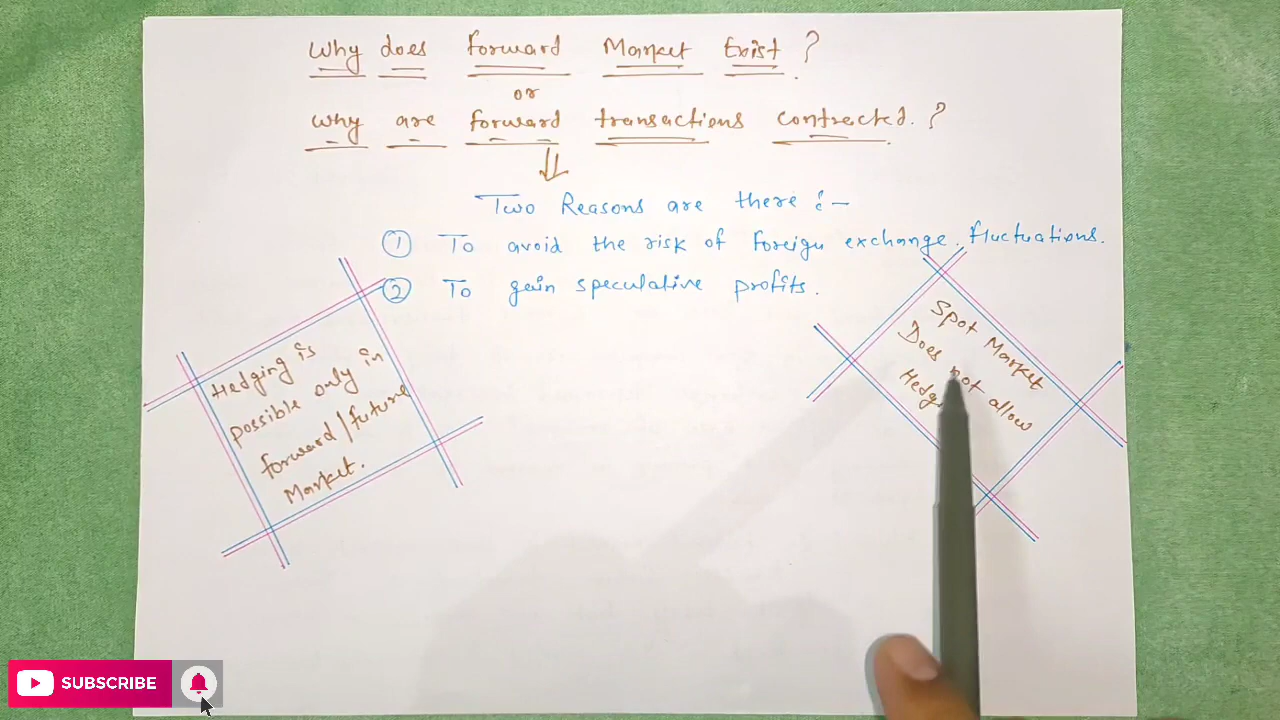 Why does forward Market Exist ?
or
why are forward transactions contracted. ?
Two Reasons are there :-
① To avoid the risk of Foreign exchange fluctuations.
② To gain speculative profits.
Hedging is
possible only in
forward/future
Market.
Spot Market
Does not allow
SUBSCRIBE